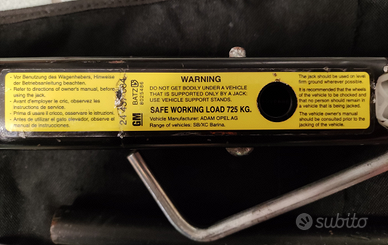 - Vor Benutzung des Wagenhebers, Hinweise
der Betriebsanleitung beachten.
- Refer to directions of owner's manual, before
using the jack.
- Avant d'employer le cric, observez les
instructions de service.
- Prima di usare il cricco, osservare le istruzioni.
- Antes de utilizar el gato ¡observar el
manual de instrucciones.
GM
BATZ
WARNING
DO NOT GET BODILY UNDER A VEHICLE
THAT IS SUPPORTED ONLY BY A JACK.
USE VEHICLE SUPPORT STANDS.
SAFE WORKING LOAD 725 KG.
Vehicle Manufacturer: ADAM OPEL AG
Range of vehicles: SB/XC Barina.
The jack should be used on level
firm ground wherever possible.
It is recommended that the wheels
of the vehicle to be chocked and
that no person should remain in
a vehicle that is being jacked.
The vehicle owner's manual
should be consulted prior to the
jacking of the vehicle.
subito